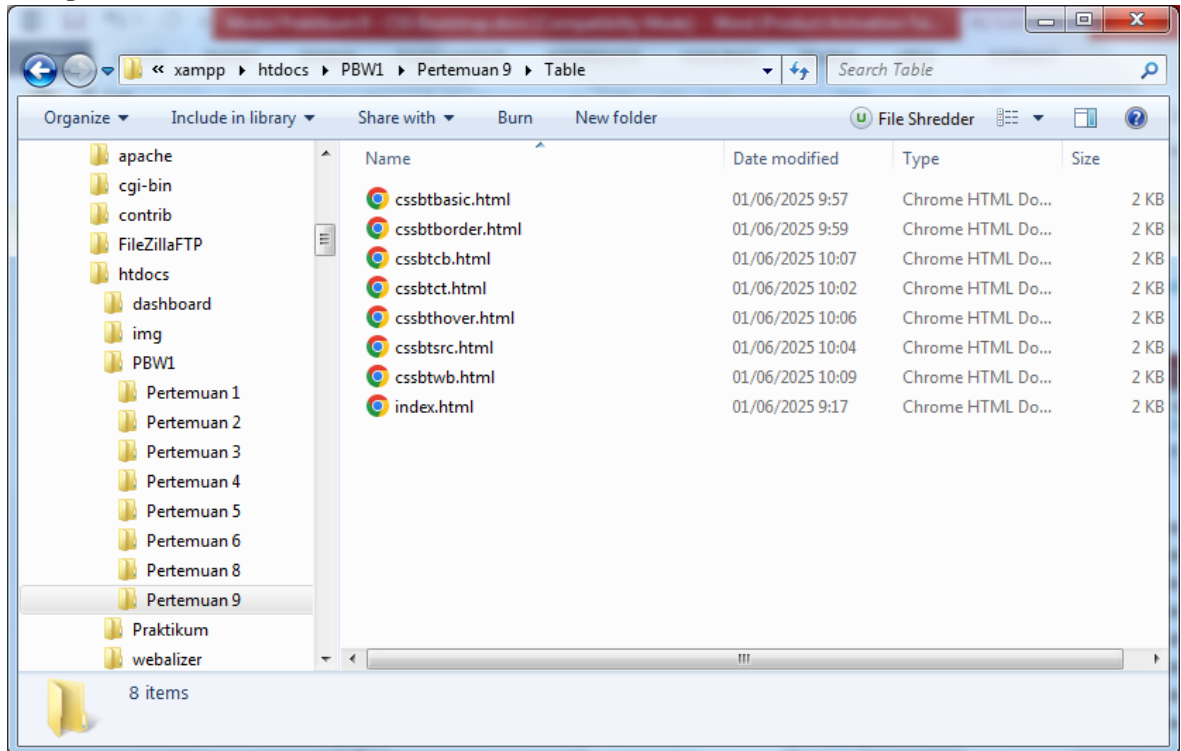 « xampp ▸ htdocs ▸ PBW1 ▸ Pertemuan 9 ▸ Table
Search Table
Organize Include in library Share with Burn New folder File Shredder
apache
cgi-bin
contrib
FileZillaFTP
htdocs
dashboard
img
PBW1
Pertemuan 1
Pertemuan 2
Pertemuan 3
Pertemuan 4
Pertemuan 5
Pertemuan 6
Pertemuan 8
Pertemuan 9
Praktikum
webalizer
Name Date modified Type Size
cssbtbasic.html 01/06/2025 9:57 Chrome HTML Do... 2 KB
cssbtborder.html 01/06/2025 9:59 Chrome HTML Do... 2 KB
cssbtcb.html 01/06/2025 10:07 Chrome HTML Do... 2 KB
cssbtct.html 01/06/2025 10:02 Chrome HTML Do... 2 KB
cssbthover.html 01/06/2025 10:06 Chrome HTML Do... 2 KB
cssbtsrc.html 01/06/2025 10:04 Chrome HTML Do... 2 KB
cssbtwb.html 01/06/2025 10:09 Chrome HTML Do... 2 KB
index.html 01/06/2025 9:17 Chrome HTML Do... 2 KB
8 items